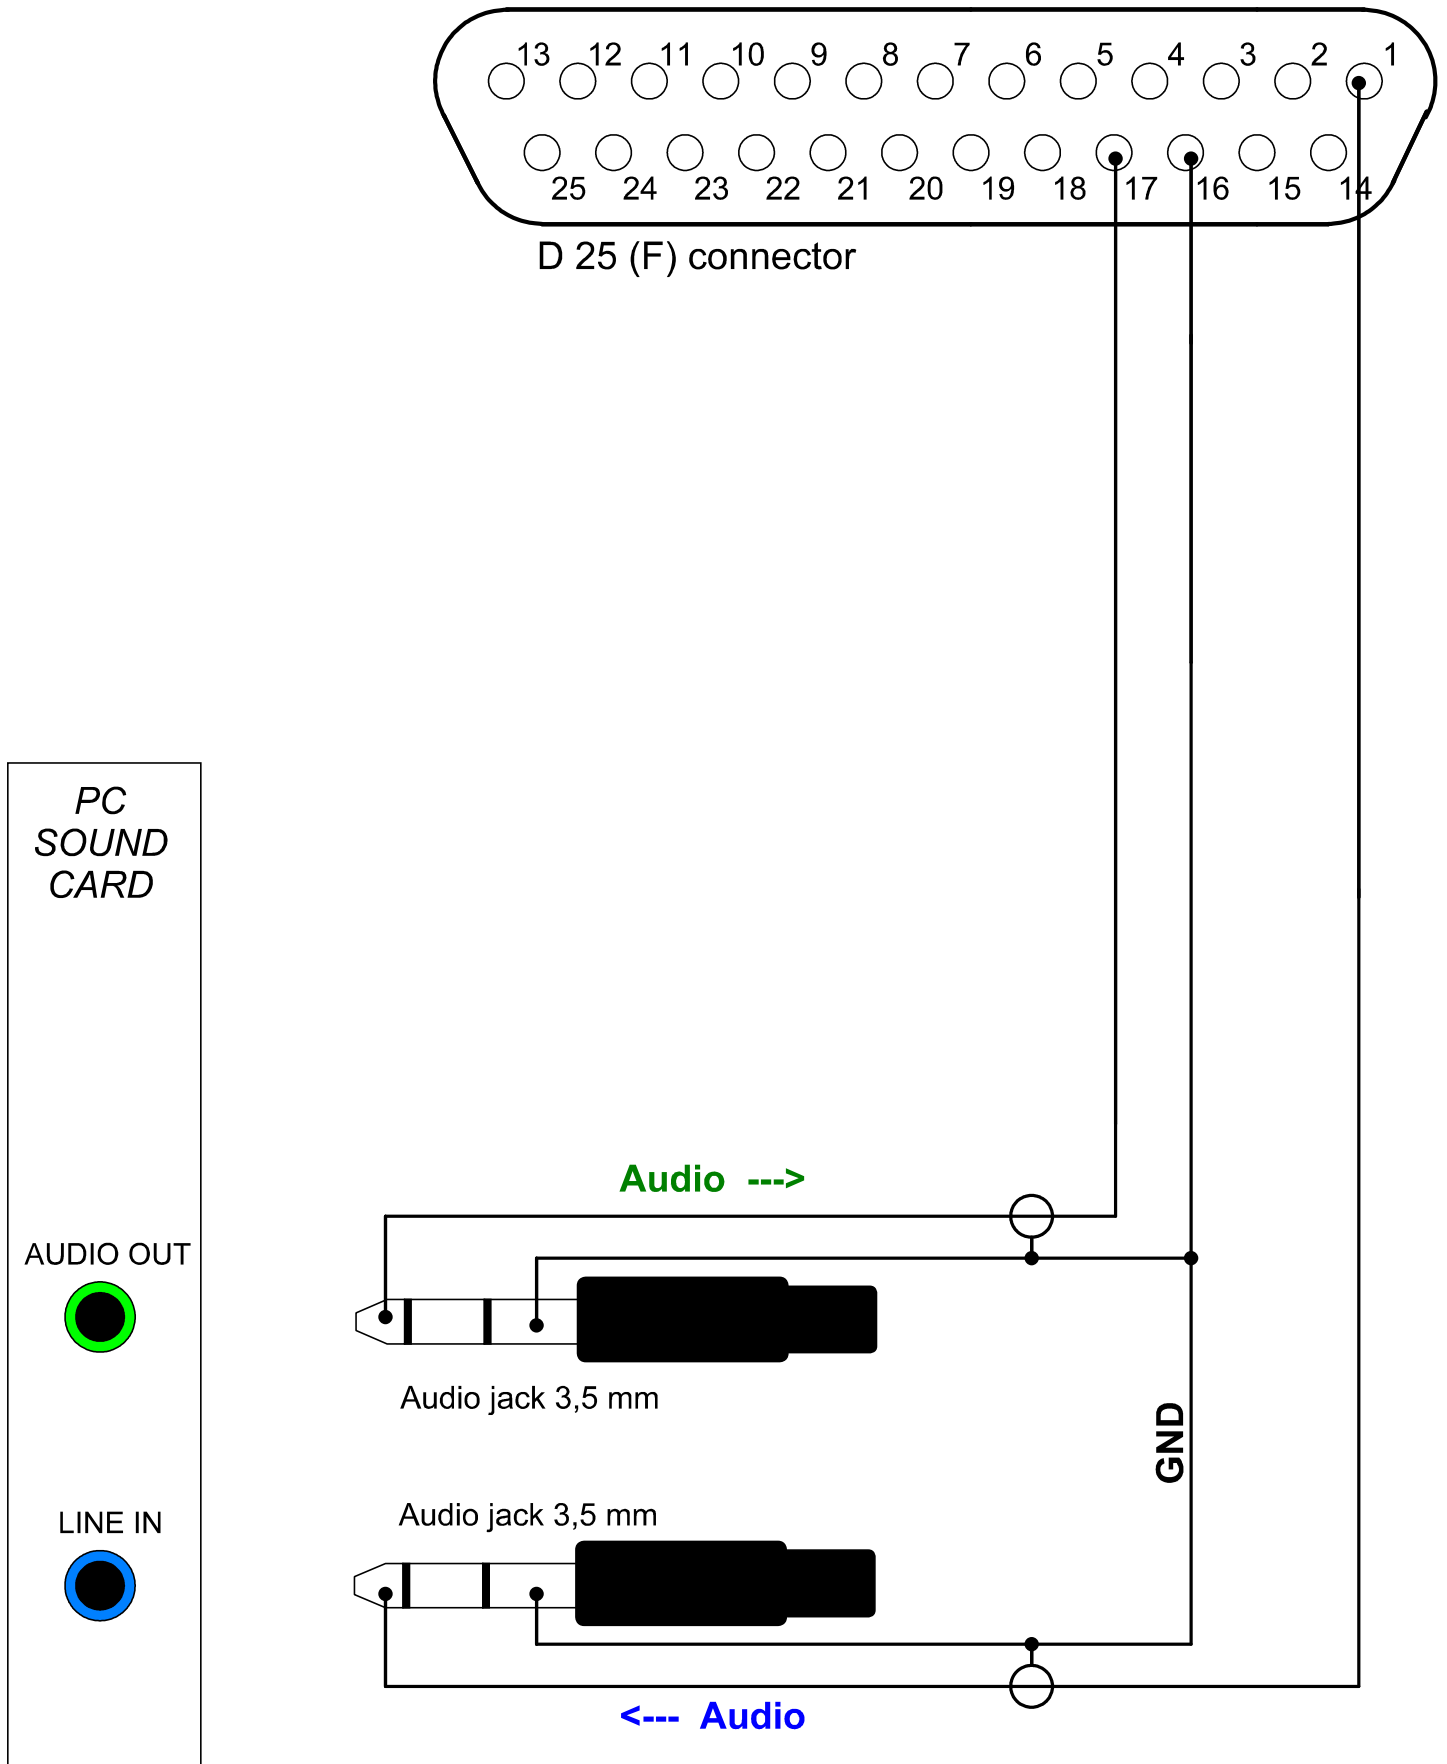 13 12 11 10 9 8 7 6 5 4 3 2 1
25 24 23 22 21 20 19 18 17 16 15 14
D 25 (F) connector
PC
SOUND
CARD
Audio --->
AUDIO OUT
Audio jack 3,5 mm
GND
Audio jack 3,5 mm
LINE IN
<--- Audio